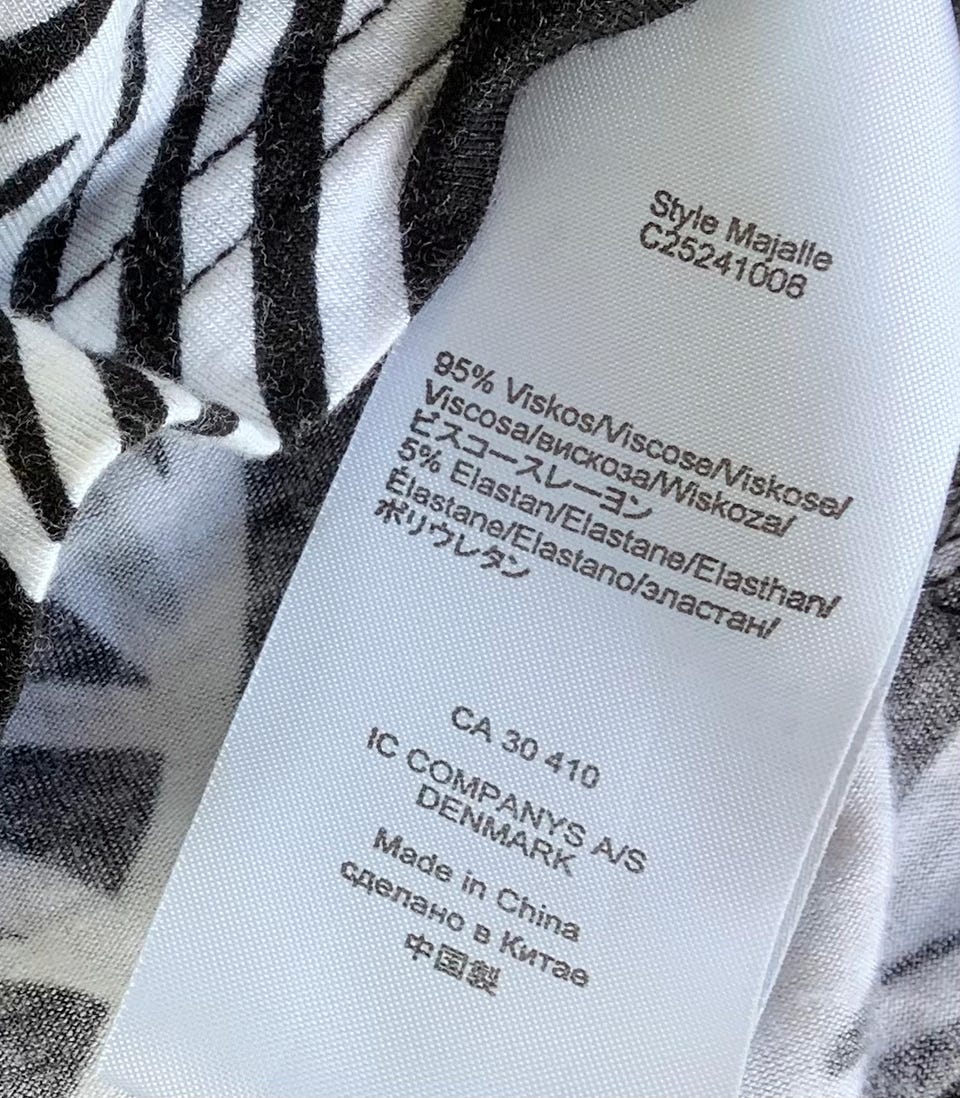 Style Majalle
C25241008
95% Viskos/Viscose/Viskose/
Viscosa/вискоза/Wiskoza/
ビスコースレーヨン
5% Elastan/Elastane/Elasthan/
Élastane/Elastano/эластан/
ポリウレタン
CA 30 410
IC COMPANYS A/S
DENMARK
Made in China
сделано в Китае
中国製